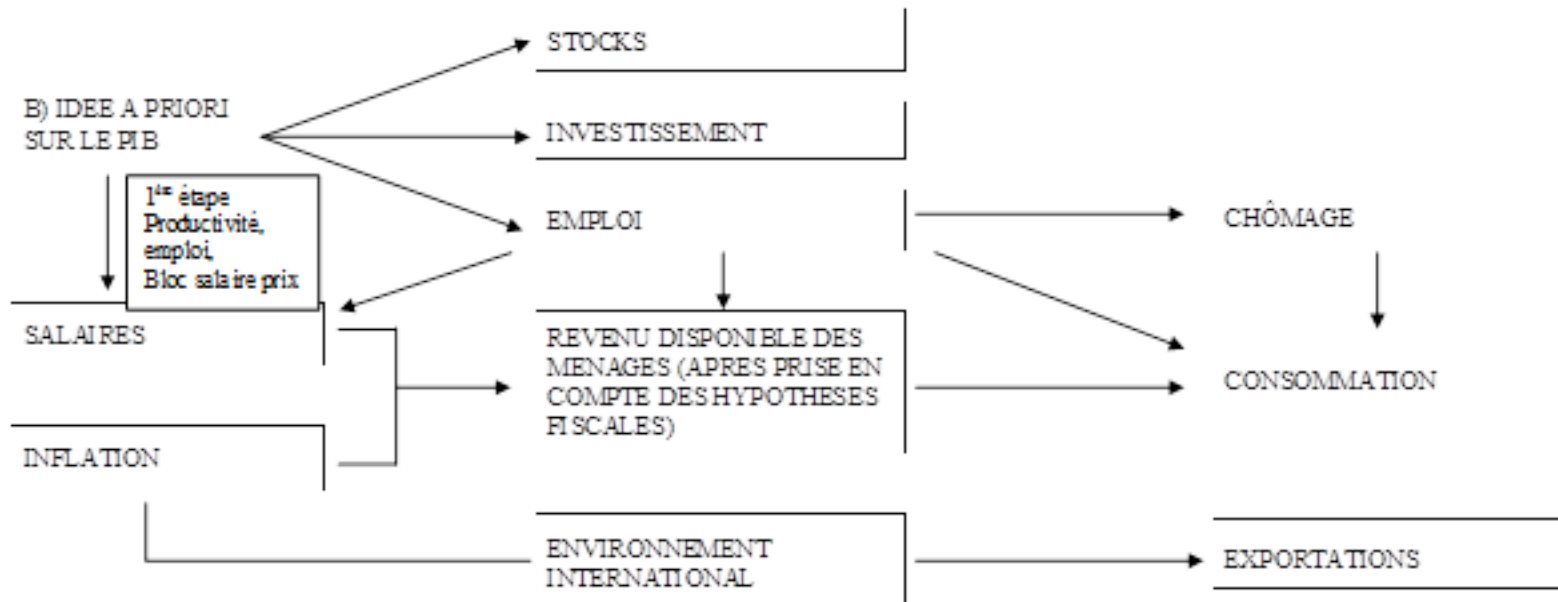 STOCKS
B) IDEE A PRIORI
SUR LE PIB
INVESTISSEMENT
1ère étape
Productivité,
emploi,
Bloc salaire prix
EMPLOI
CHÔMAGE
SALAIRES
REVENU DISPONIBLE DES
MENAGES (APRES PRISE EN
COMPTE DES HYPOTHESES
FISCALES)
CONSOMMATION
INFLATION
ENVIRONNEMENT
INTERNATIONAL
EXPORTATIONS